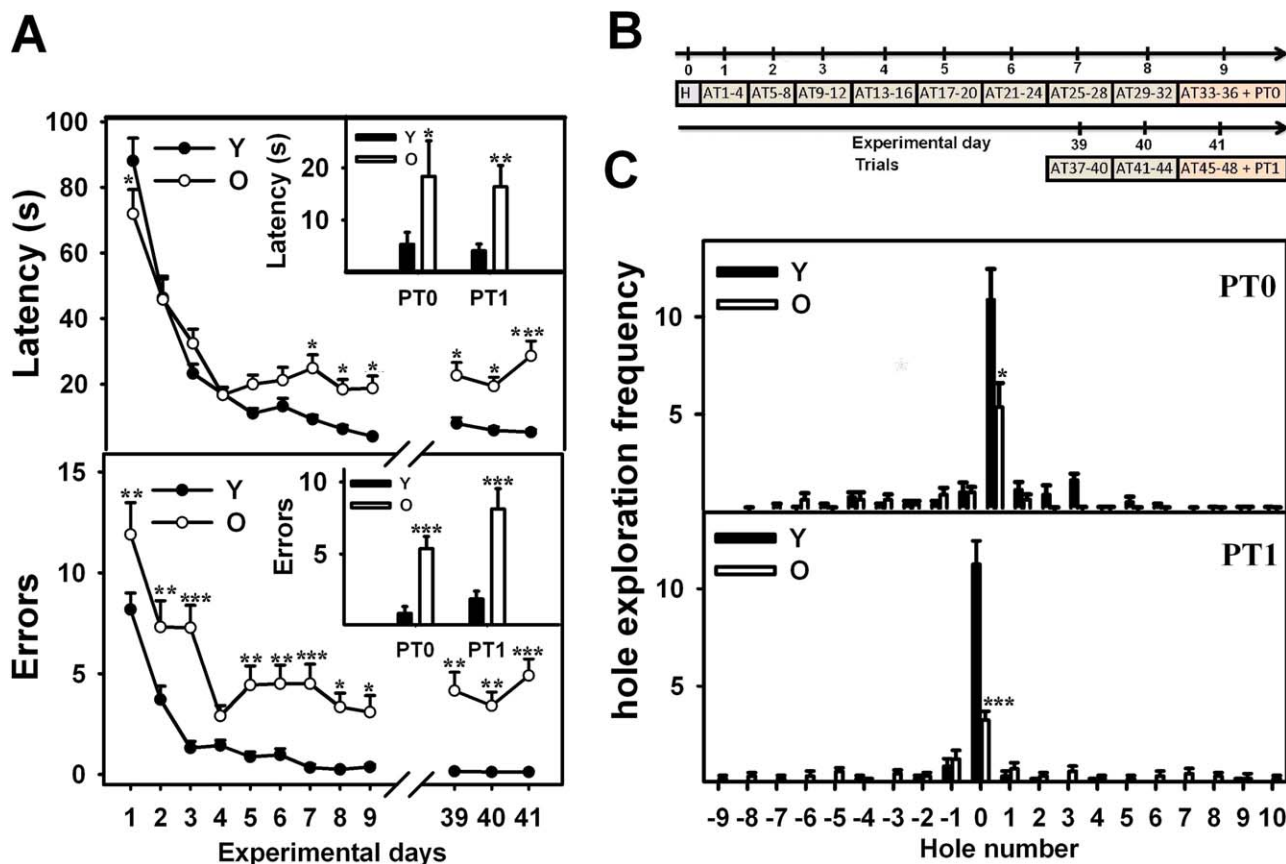 A
100
80
60
40
20
Latency (s)
Y
O
*
* * *
* * ***
Latency (s)
20
10
Y
O
*
**
PT0 PT1
15
10
5
0
Errors
Y
O
**
** ***
** ** *** * *
** ** ***
Errors
10
5
Y
O
***
***
PT0 PT1
1 2 3 4 5 6 7 8 9 39 40 41
Experimental days
B
0 1 2 3 4 5 6 7 8 9
H AT1-4 AT5-8 AT9-12 AT13-16 AT17-20 AT21-24 AT25-28 AT29-32 AT33-36 + PT0
Experimental day 39 40 41
Trials AT37-40 AT41-44 AT45-48 + PT1
C
hole exploration frequency
Y
O
PT0
10
5
*
*
Y
O
PT1
10
5
***
-9 -8 -7 -6 -5 -4 -3 -2 -1 0 1 2 3 4 5 6 7 8 9 10
Hole number